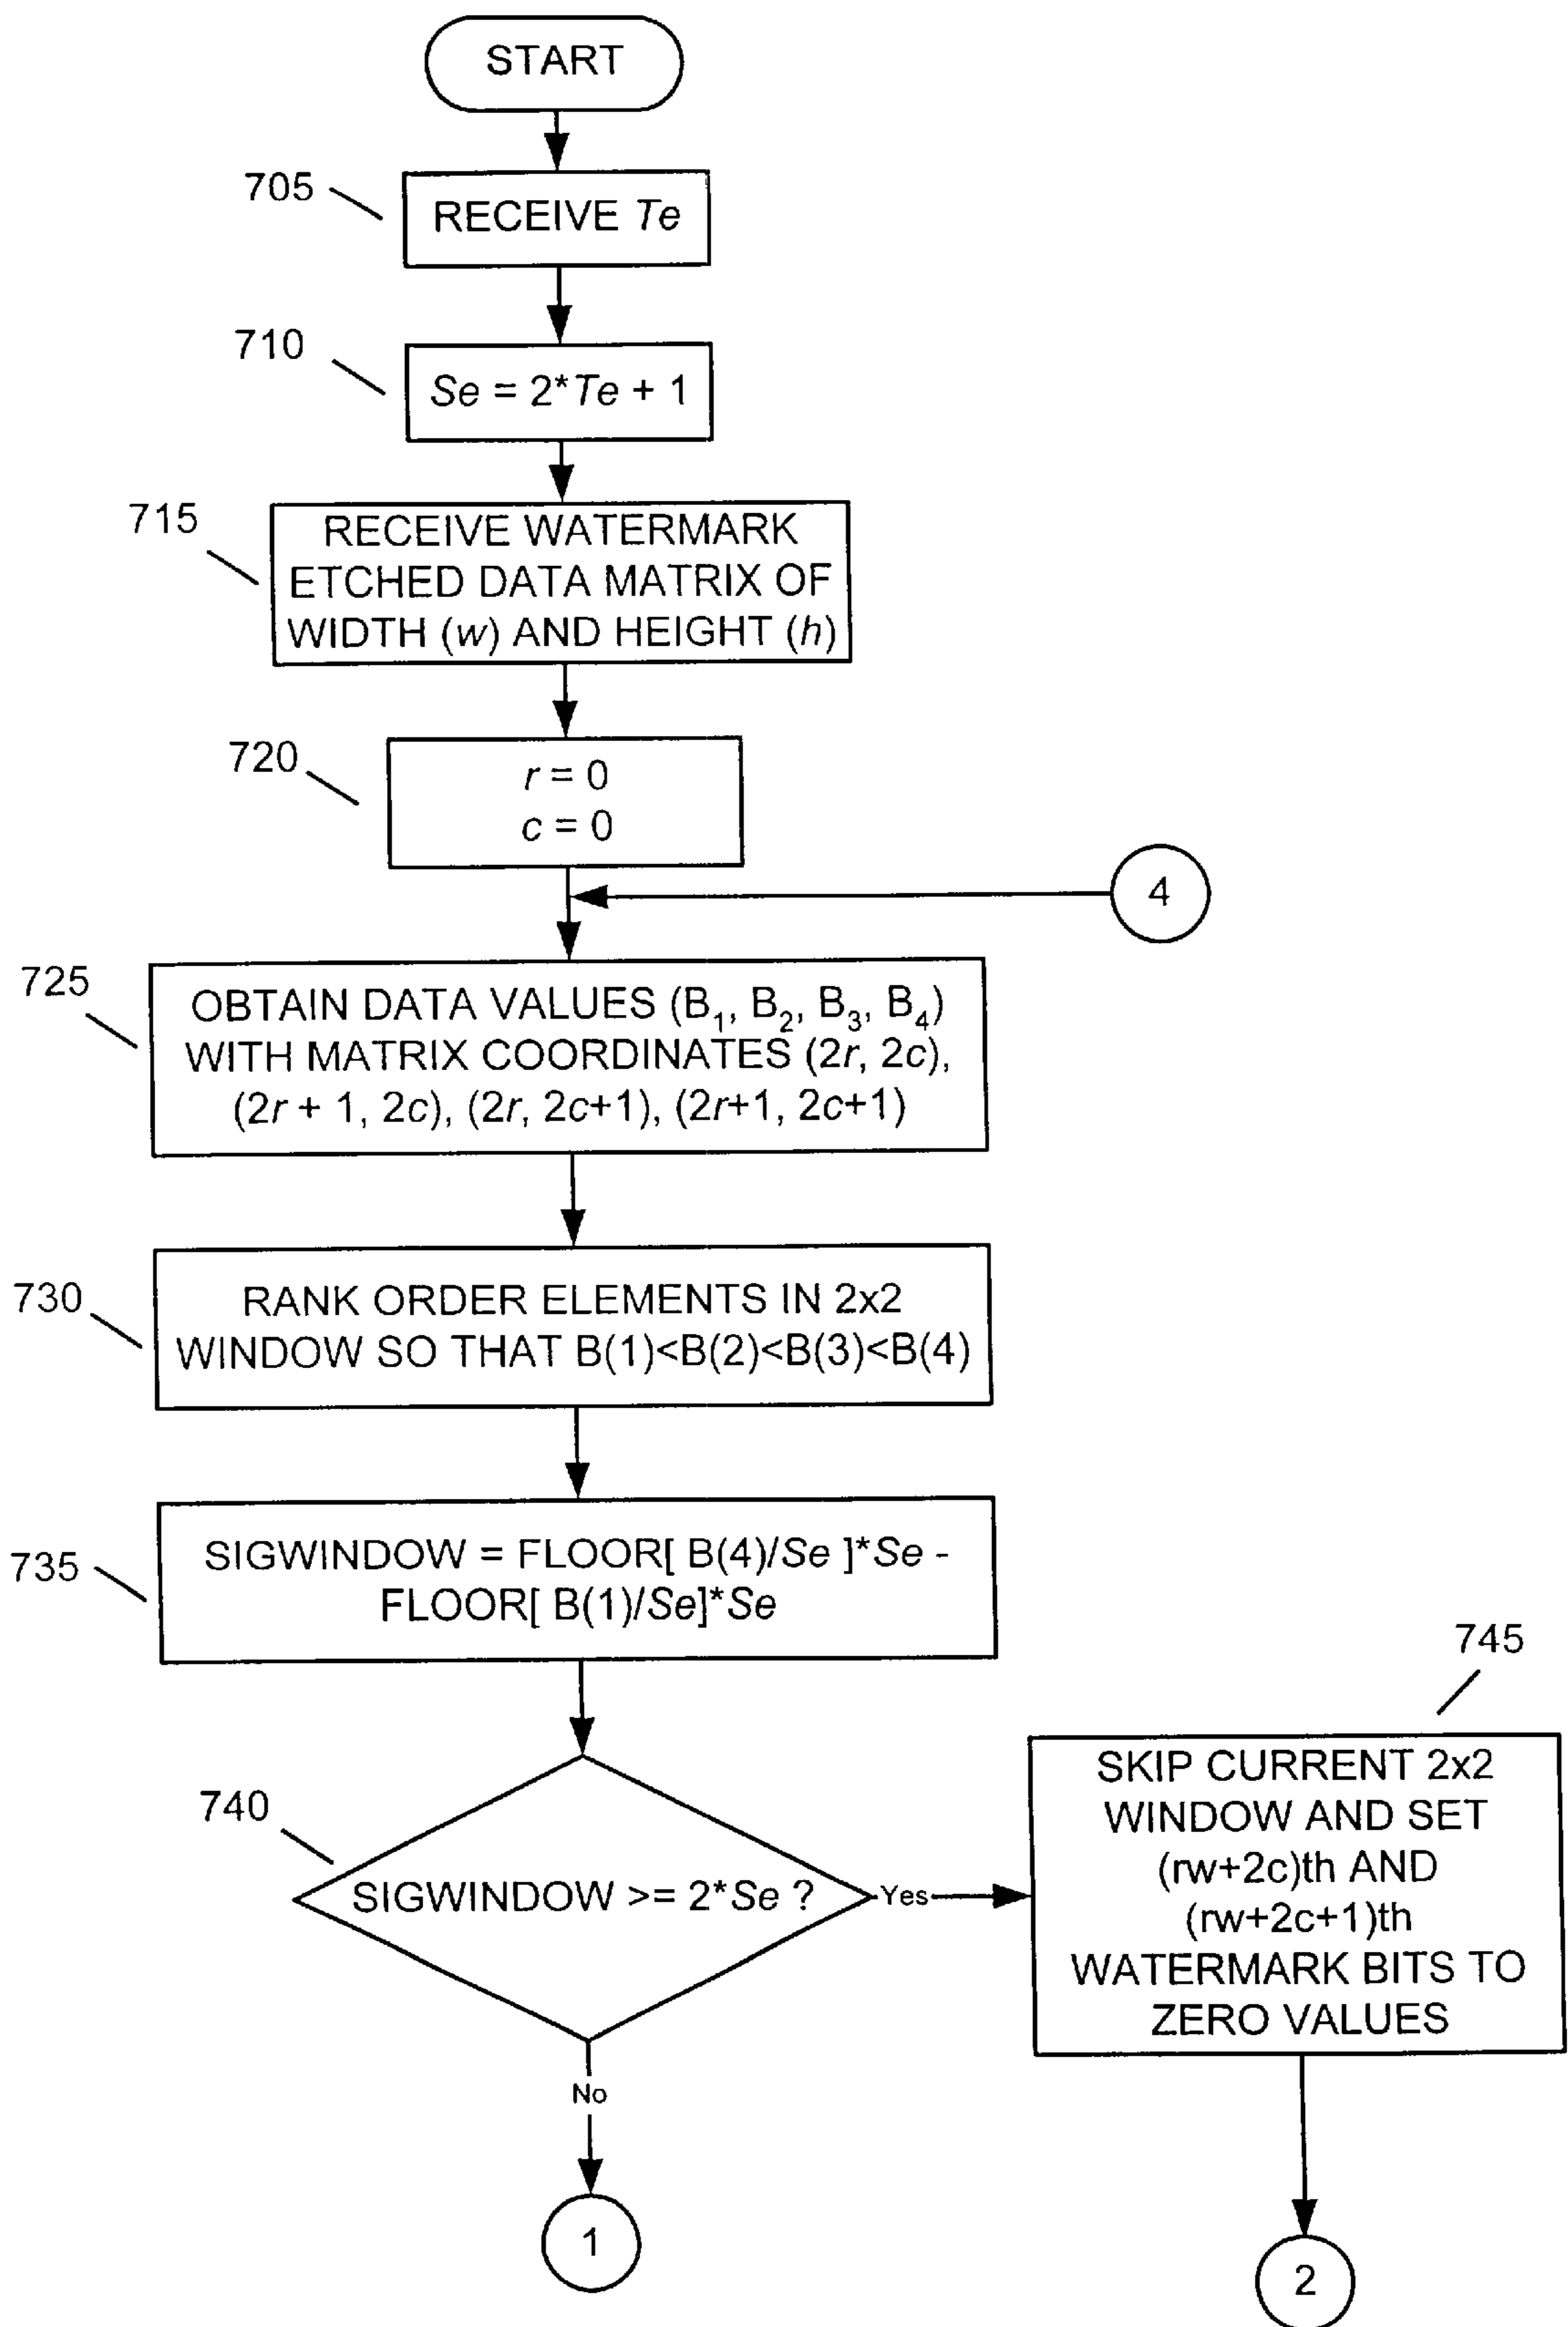 START
705
RECEIVE Te
710
Se = 2*Te + 1
715
RECEIVE WATERMARK
ETCHED DATA MATRIX OF
WIDTH (w) AND HEIGHT (h)
720
r = 0
c = 0
4
725
OBTAIN DATA VALUES (B1, B2, B3, B4)
WITH MATRIX COORDINATES (2r, 2c),
(2r + 1, 2c), (2r, 2c+1), (2r+1, 2c+1)
730
RANK ORDER ELEMENTS IN 2x2
WINDOW SO THAT B(1)<B(2)<B(3)<B(4)
735
SIGWINDOW = FLOOR[ B(4)/Se ]*Se -
FLOOR[ B(1)/Se]*Se
740
SIGWINDOW >= 2*Se ?
Yes
745
SKIP CURRENT 2x2
WINDOW AND SET
(rw+2c)th AND
(rw+2c+1)th
WATERMARK BITS TO
ZERO VALUES
No
1
2